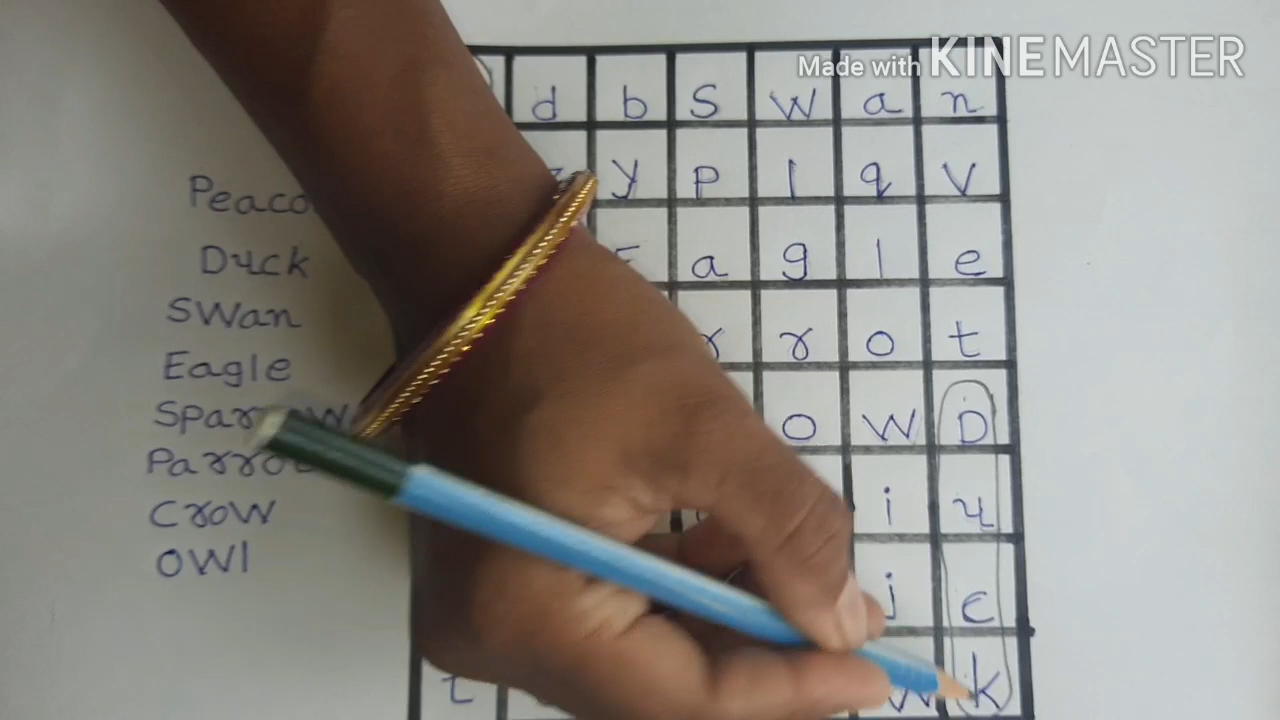 Made with KINEMASTER
d b S W a n
y p l q v
a g l e
r r o t
O W D
i u
j c
t W k
Duck
Swan
Eagle
Crow
Owl